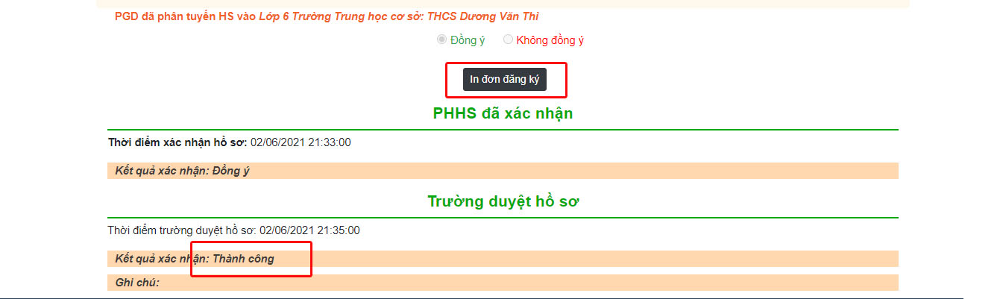 PGD đã phân tuyến HS vào Lớp 6 Trường Trung học cơ sở: THCS Dương Văn Thì
Đồng ý Không đồng ý
In đơn đăng ký
PHHS đã xác nhận
Thời điểm xác nhận hồ sơ: 02/06/2021 21:33:00
Kết quả xác nhận: Đồng ý
Trường duyệt hồ sơ
Thời điểm trường duyệt hồ sơ: 02/06/2021 21:35:00
Kết quả xác nhận: Thành công
Ghi chú: